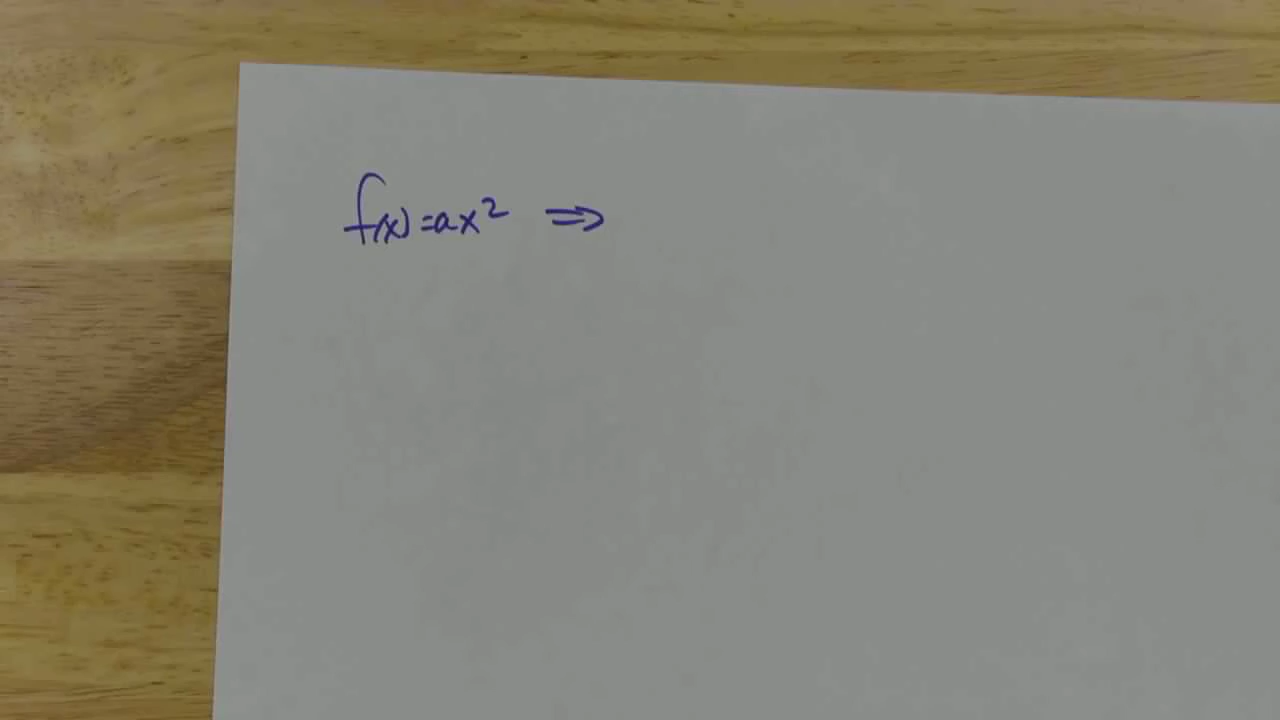 f(x)=ax² ⇒